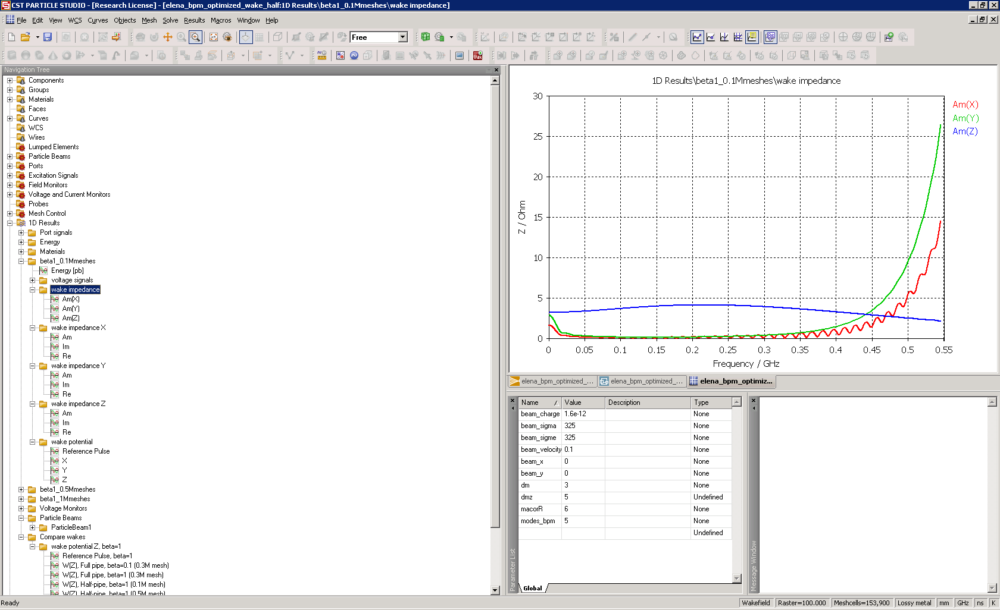 CST PARTICLE STUDIO - [Research License] - [elena_bpm_optimized_wake_half:1D Results\beta1_0.1Mmeshes\wake impedance]
File Edit View WCS Curves Objects Mesh Solve Results Macros Window Help
Free
Navigation Tree
Components
Groups
Materials
Faces
Curves
WCS
Wires
Lumped Elements
Particle Beams
Ports
Excitation Signals
Field Monitors
Voltage and Current Monitors
Probes
Mesh Control
1D Results
Port signals
Energy
Materials
beta1_0.1Mmeshes
Energy [pb]
voltage signals
wake impedance
Am(X)
Am(Y)
Am(Z)
wake impedance X
Am
Im
Re
wake impedance Y
Am
Im
Re
wake impedance Z
Am
Im
Re
wake potential
Reference Pulse
X
Y
Z
beta1_0.5Mmeshes
beta1_1Mmeshes
Voltage Monitors
Particle Beams
ParticleBeam1
Compare wakes
wake potential Z, beta=1
Reference Pulse, beta=1
W(Z), Full pipe, beta=0.1 (0.3M mesh)
W(Z), Full pipe, beta=1 (0.3M mesh)
W(Z), Half-pipe, beta=1 (0.1M mesh)
W(Z), Half-pipe, beta=1 (0.5M mesh)
1D Results\beta1_0.1Mmeshes\wake impedance
30
25
20
15
10
5
0
Z / Ohm
0 0.05 0.1 0.15 0.2 0.25 0.3 0.35 0.4 0.45 0.5 0.55
Frequency / GHz
Am(X)
Am(Y)
Am(Z)
elena_bpm_optimized_... elena_bpm_optimized_... elena_bpm_optimiz...
Name Value Description Type
beam_charge 1.6e-12 None
beam_sigma 325 None
beam_sigme 325 None
beam_velocity 0.1 None
beam_x 0 None
beam_y 0 None
dm 3 None
dmz 5 Undefined
macorR 6 None
modes_bpm 5 None
Undefined
Global
Parameter List
Message Window
Ready
Wakefield Raster=100.000 Meshcells=153,900 Lossy metal mm GHz ns K